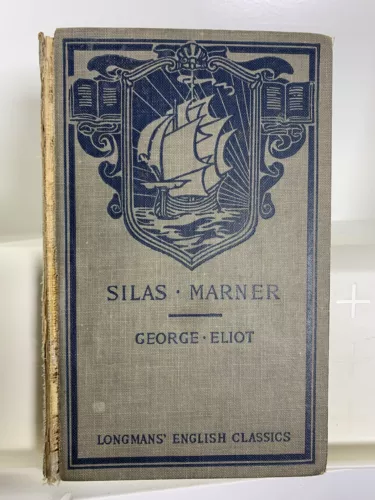 SILAS · MARNER
GEORGE · ELIOT
LONGMANS' ENGLISH CLASSICS